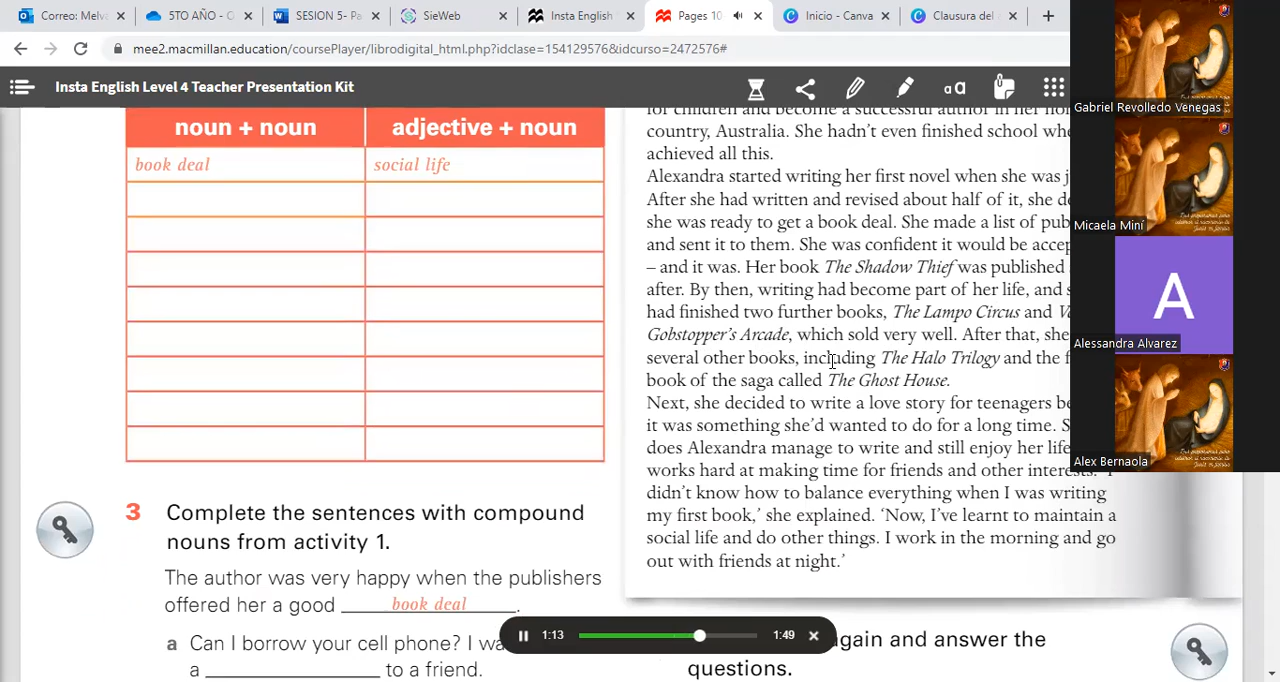 Correo: Melva
5TO AÑO - C
SESION 5- Pa
SieWeb
Insta English
Pages 10
Inicio - Canva
Clausura del
mee2.macmillan.education/coursePlayer/librodigital_html.php?idclase=154129576&idcurso=2472576#
Insta English Level 4 Teacher Presentation Kit
aa
noun + noun
adjective + noun
book deal
social life
3 Complete the sentences with compound
nouns from activity 1.
The author was very happy when the publishers
offered her a good book deal.
a Can I borrow your cell phone? I wa
a ____ to a friend.
for children and become a successful author in her hon
country, Australia. She hadn't even finished school whe
achieved all this.
Alexandra started writing her first novel when she was j
After she had written and revised about half of it, she de
she was ready to get a book deal. She made a list of pub
and sent it to them. She was confident it would be accep
– and it was. Her book The Shadow Thief was published
after. By then, writing had become part of her life, and s
had finished two further books, The Lampo Circus and V
Gobstopper's Arcade, which sold very well. After that, she
several other books, including The Halo Trilogy and the f
book of the saga called The Ghost House.
Next, she decided to write a love story for teenagers be
it was something she'd wanted to do for a long time. S
does Alexandra manage to write and still enjoy her life
works hard at making time for friends and other interests. 'I
didn't know how to balance everything when I was writing
my first book,' she explained. 'Now, I've learnt to maintain a
social life and do other things. I work in the morning and go
out with friends at night.'
1:13
1:49
again and answer the
questions.
Gabriel Revolledo Venegas
Micaela Miní
A
Alessandra Alvarez
Alex Bernaola